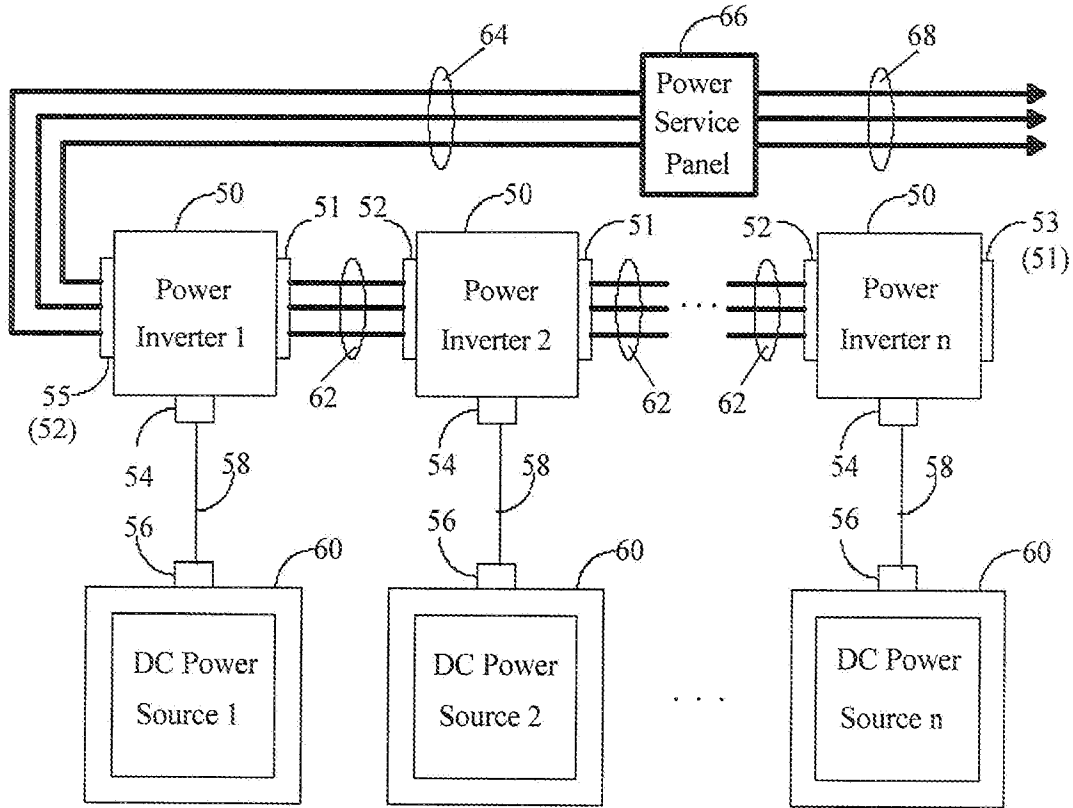 64
66
68
Power
Service
Panel
50
51
52
50
51
52
50
53
(51)
Power
Inverter 1
Power
Inverter 2
. . .
Power
Inverter n
55
(52)
62
62
62
54
58
54
58
54
58
56
60
56
60
56
60
DC Power
Source 1
DC Power
Source 2
. . .
DC Power
Source n